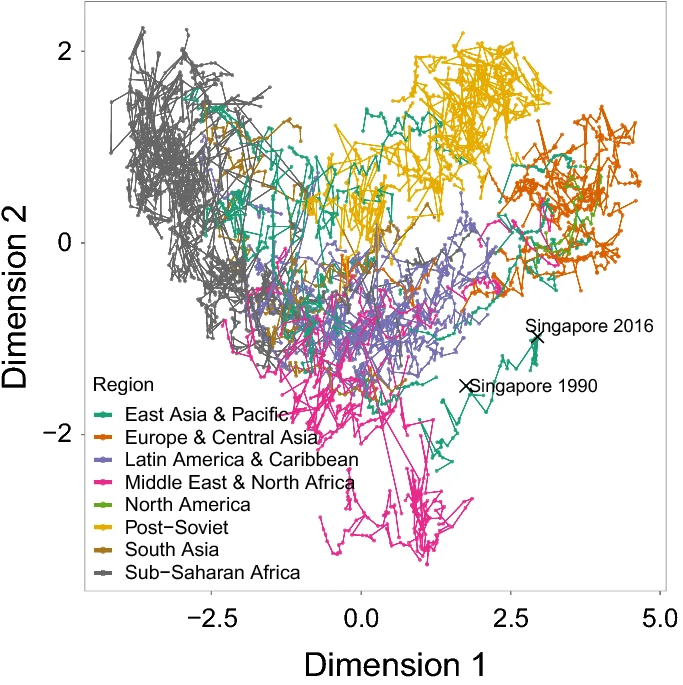 2
0
−2
Dimension 2
Singapore 2016
Singapore 1990
Region
East Asia & Pacific
Europe & Central Asia
Latin America & Caribbean
Middle East & North Africa
North America
Post−Soviet
South Asia
Sub−Saharan Africa
−2.5 0.0 2.5 5.0
Dimension 1